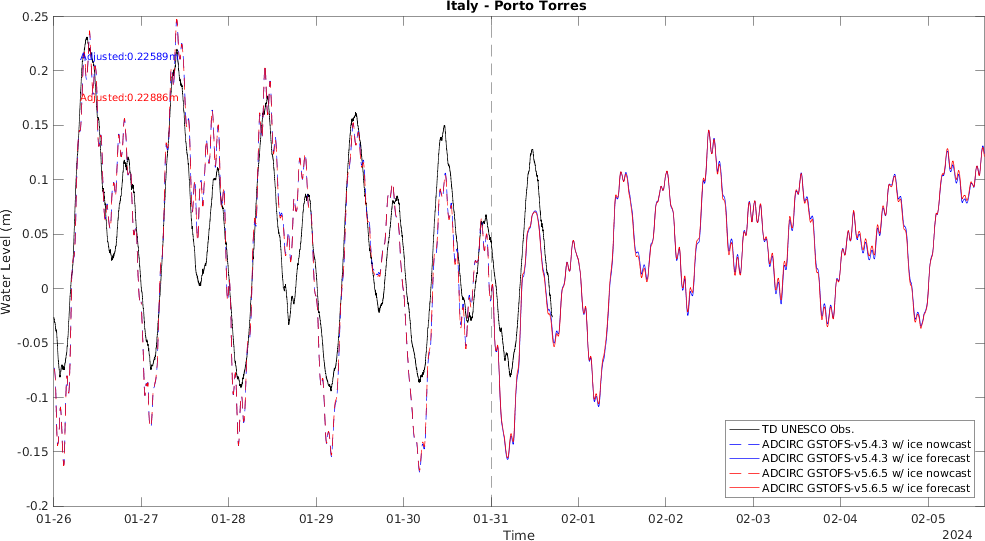 Italy - Porto Torres
0.25
0.2
0.15
0.1
0.05
0
-0.05
-0.1
-0.15
-0.2
Water Level (m)
Adjusted:0.22589m
Adjusted:0.22886m
TD UNESCO Obs.
ADCIRC GSTOFS-v5.4.3 w/ ice nowcast
ADCIRC GSTOFS-v5.4.3 w/ ice forecast
ADCIRC GSTOFS-v5.6.5 w/ ice nowcast
ADCIRC GSTOFS-v5.6.5 w/ ice forecast
01-26 01-27 01-28 01-29 01-30 01-31 02-01 02-02 02-03 02-04 02-05
Time
2024